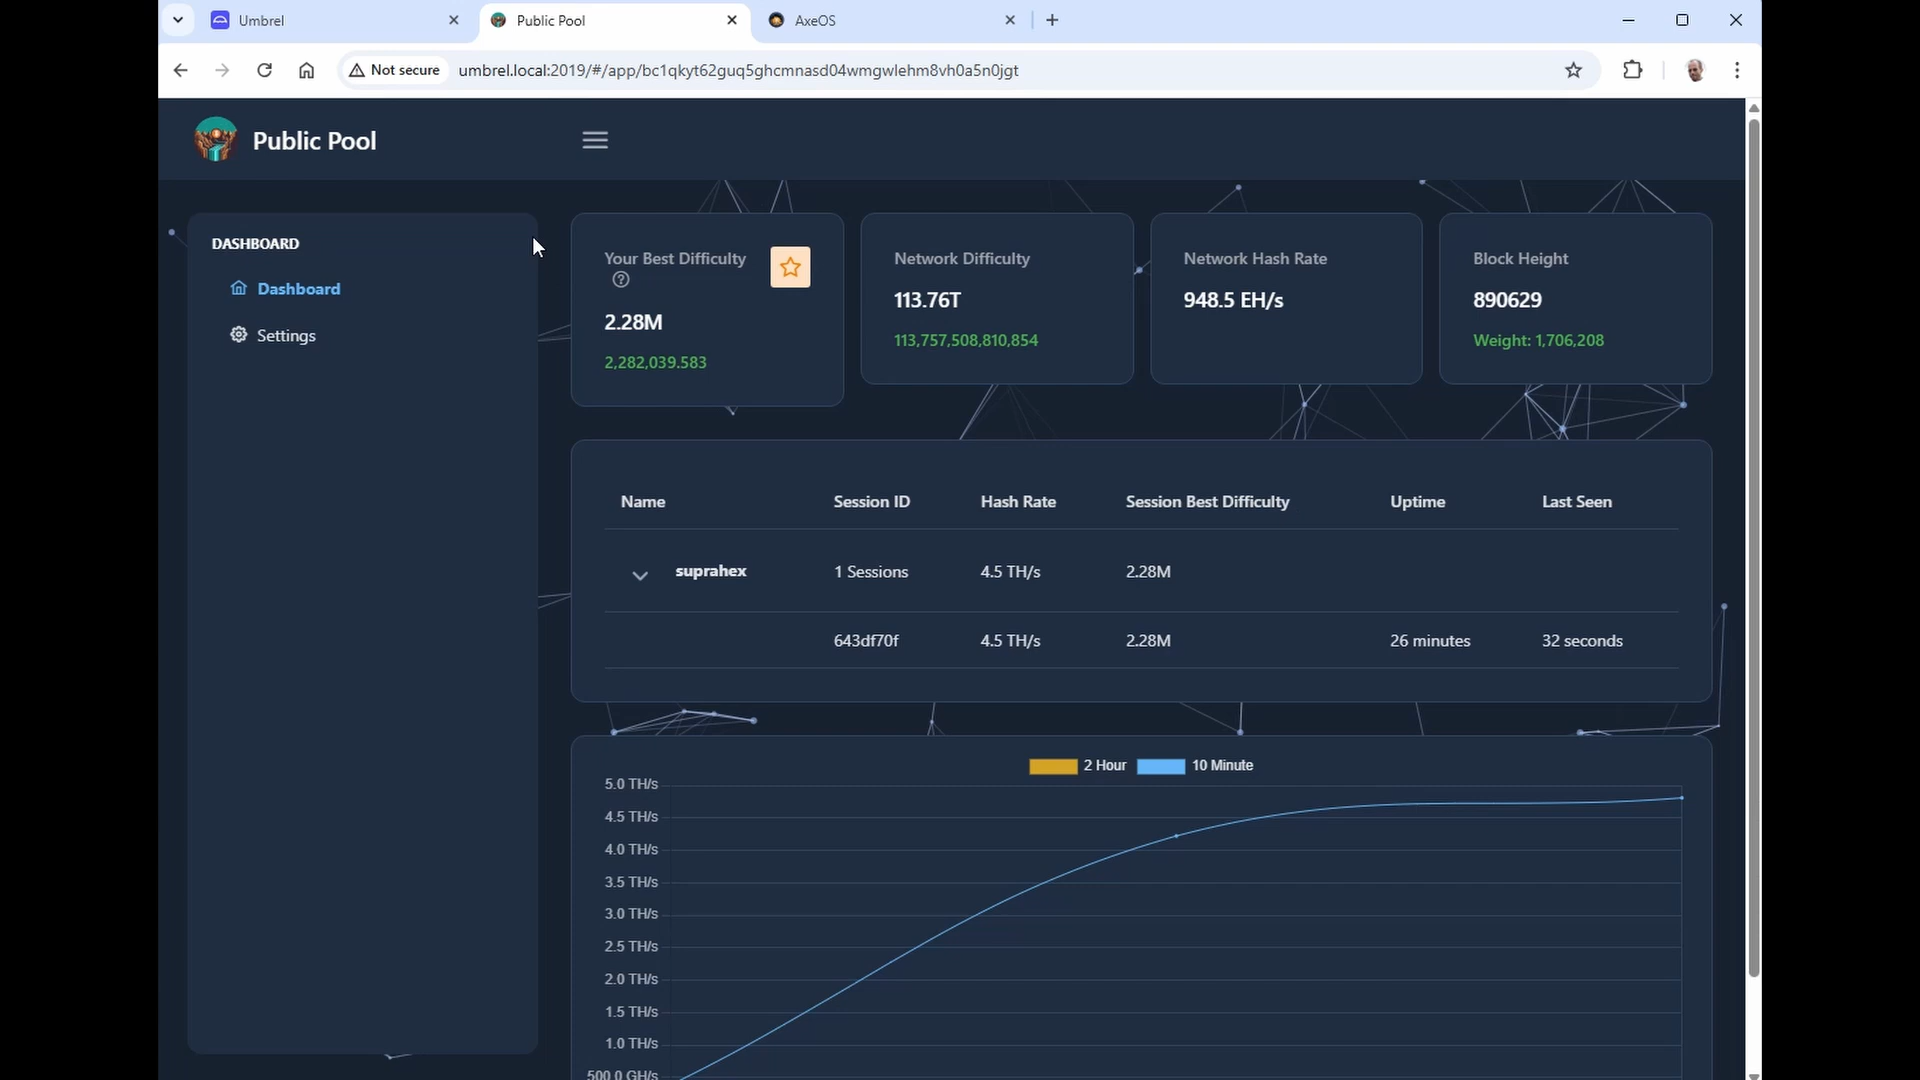 Umbrel
Public Pool
AxeOS
Not secure
umbrel.local:2019/#/app/bc1qkyt62guq5ghcmnasd04wmgwlehm8vh0a5n0jgt
Public Pool
DASHBOARD
Dashboard
Settings
Your Best Difficulty
2.28M
2,282,039.583
Network Difficulty
113.76T
113,757,508,810,854
Network Hash Rate
948.5 EH/s
Block Height
890629
Weight: 1,706,208
Name Session ID Hash Rate Session Best Difficulty Uptime Last Seen
suprahex 1 Sessions 4.5 TH/s 2.28M
643df70f 4.5 TH/s 2.28M 26 minutes 32 seconds
2 Hour 10 Minute
5.0 TH/s
4.5 TH/s
4.0 TH/s
3.5 TH/s
3.0 TH/s
2.5 TH/s
2.0 TH/s
1.5 TH/s
1.0 TH/s
500.0 GH/s